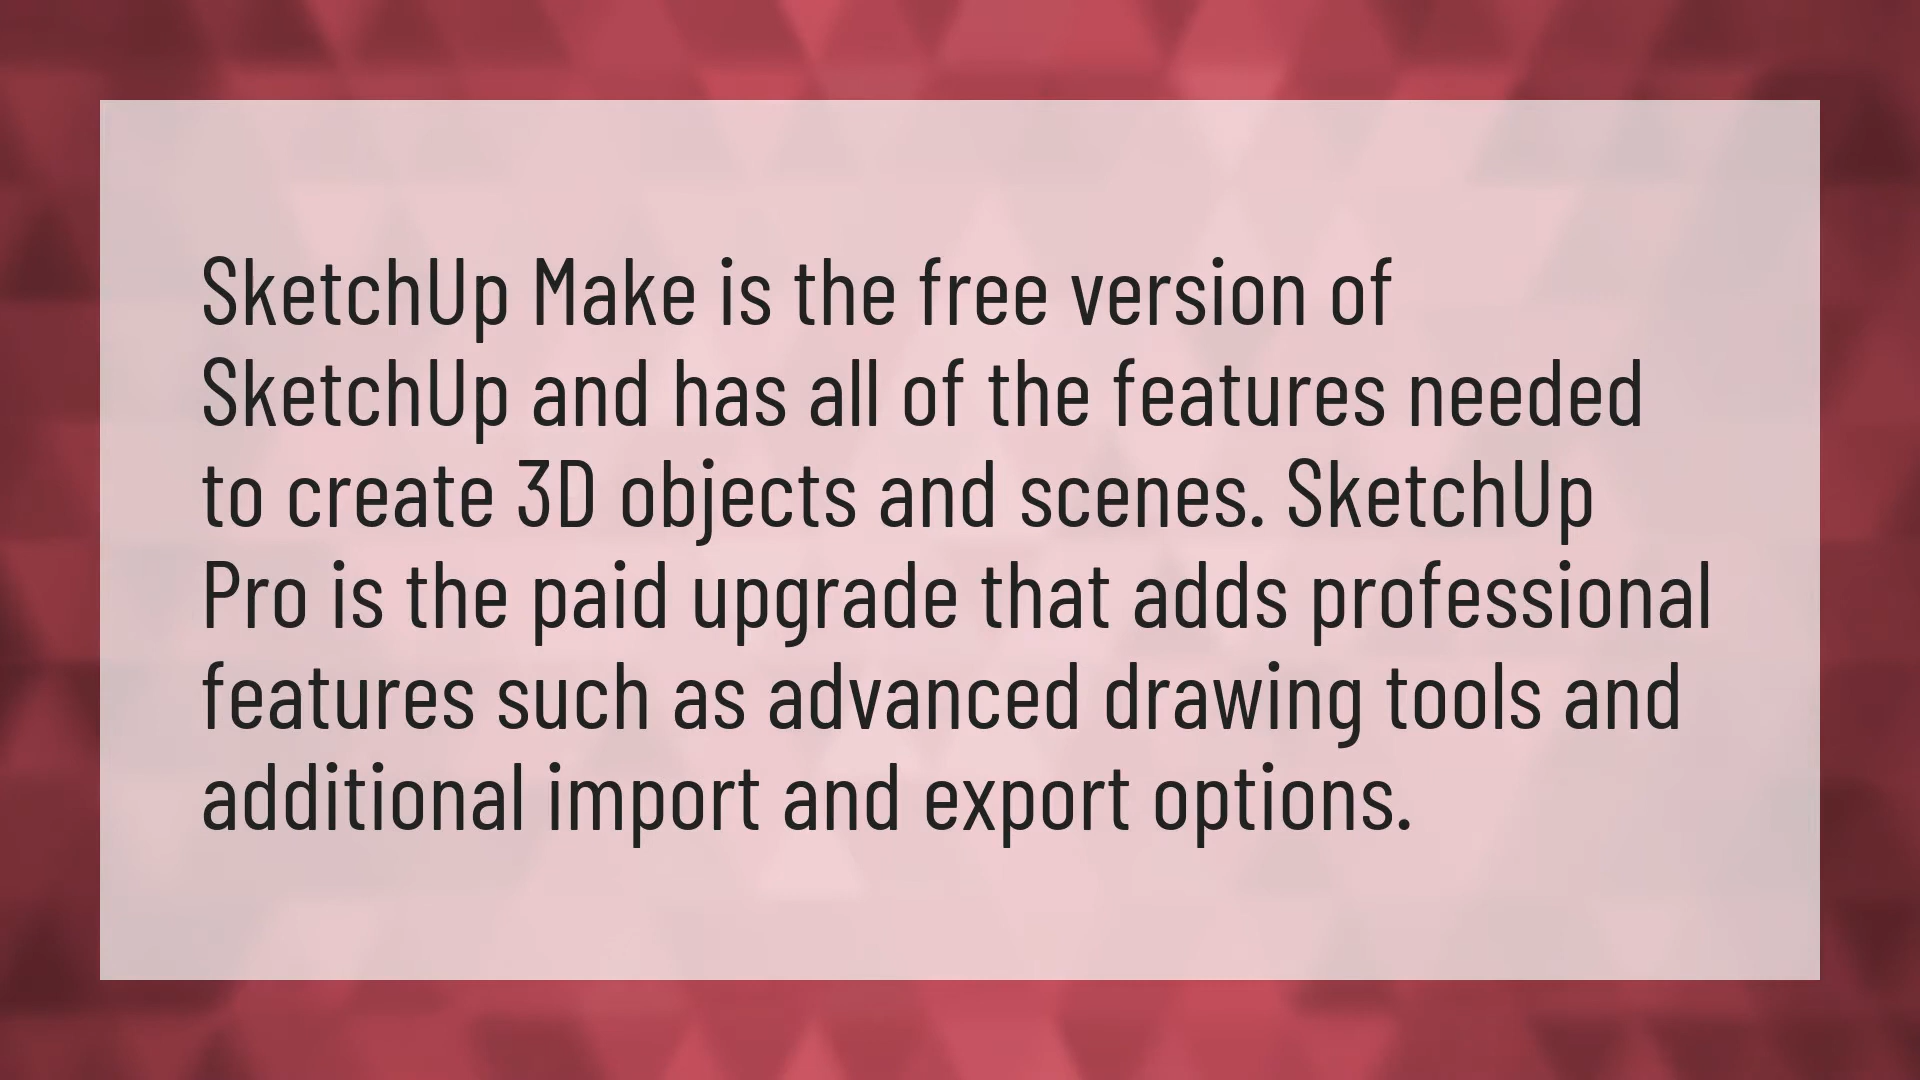 SketchUp Make is the free version of
SketchUp and has all of the features needed
to create 3D objects and scenes. SketchUp
Pro is the paid upgrade that adds professional
features such as advanced drawing tools and
additional import and export options.